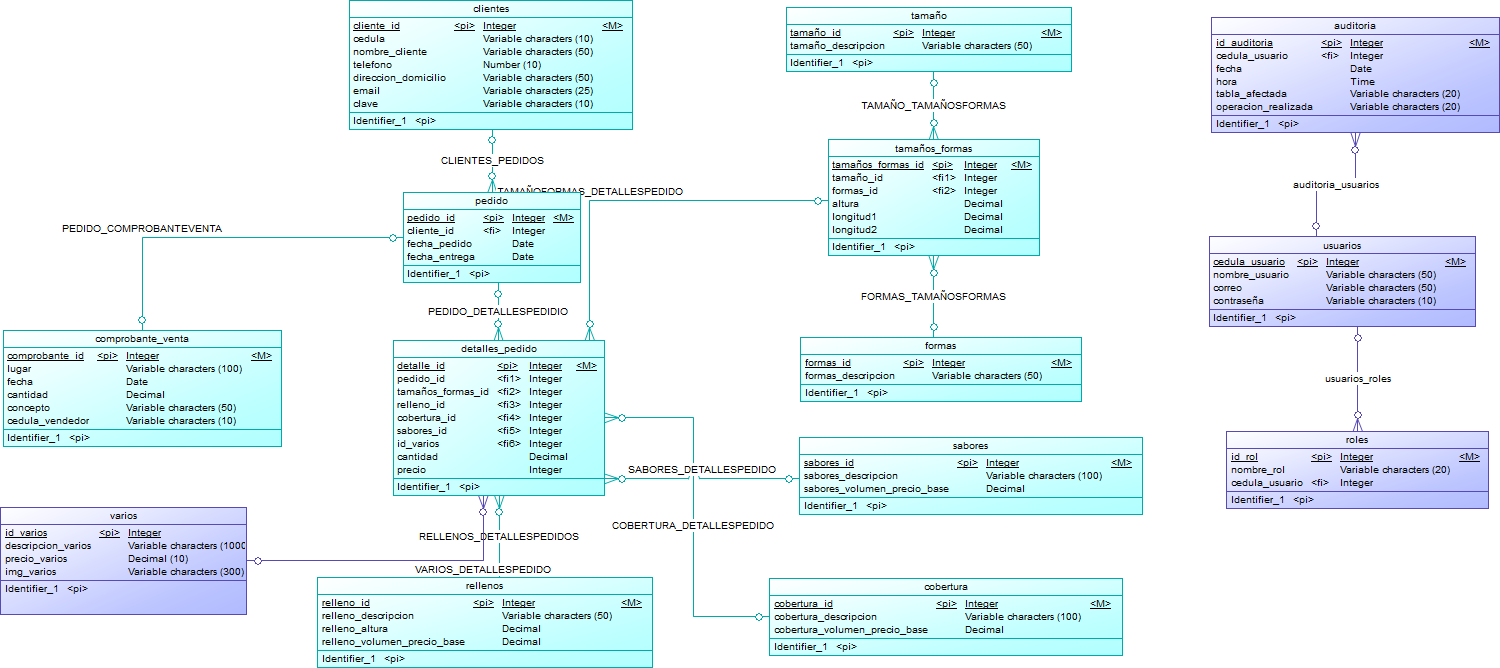 clientes
cliente_id <pi> Integer <M>
cedula Variable characters (10)
nombre_cliente Variable characters (50)
telefono Number (10)
direccion_domicilio Variable characters (50)
email Variable characters (25)
clave Variable characters (10)
Identifier_1 <pi>
CLIENTES_PEDIDOS
tamaño
tamaño_id <pi> Integer <M>
tamaño_descripcion Variable characters (50)
Identifier_1 <pi>
TAMAÑO_TAMAÑOSFORMAS
auditoria
id_auditoria <pi> Integer <M>
cedula_usuario <fi> Integer
fecha Date
hora Time
tabla_afectada Variable characters (20)
operacion_realizada Variable characters (20)
Identifier_1 <pi>
auditoria_usuarios
tamaños_formas
tamaños_formas_id <pi> Integer <M>
tamaño_id <fi1> Integer
formas_id <fi2> Integer
altura Decimal
longitud1 Decimal
longitud2 Decimal
Identifier_1 <pi>
FORMAS_TAMAÑOSFORMAS
TAMAÑOFORMAS_DETALLESPEDIDO
pedido
pedido_id <pi> Integer <M>
cliente_id <fi> Integer
fecha_pedido Date
fecha_entrega Date
Identifier_1 <pi>
PEDIDO_COMPROBANTEVENTA
PEDIDO_DETALLESPEDIDIO
usuarios
cedula_usuario <pi> Integer <M>
nombre_usuario Variable characters (50)
correo Variable characters (50)
contraseña Variable characters (10)
Identifier_1 <pi>
usuarios_roles
comprobante_venta
comprobante_id <pi> Integer <M>
lugar Variable characters (100)
fecha Date
cantidad Decimal
concepto Variable characters (50)
cedula_vendedor Variable characters (10)
Identifier_1 <pi>
detalles_pedido
detalle_id <pi> Integer <M>
pedido_id <fi1> Integer
tamaños_formas_id <fi2> Integer
relleno_id <fi3> Integer
cobertura_id <fi4> Integer
sabores_id <fi5> Integer
id_varios <fi6> Integer
cantidad Decimal
precio Integer
Identifier_1 <pi>
formas
formas_id <pi> Integer <M>
formas_descripcion Variable characters (50)
Identifier_1 <pi>
sabores
sabores_id <pi> Integer <M>
sabores_descripcion Variable characters (100)
sabores_volumen_precio_base Decimal
Identifier_1 <pi>
SABORES_DETALLESPEDIDO
roles
id_rol <pi> Integer <M>
nombre_rol Variable characters (20)
cedula_usuario <fi> Integer
Identifier_1 <pi>
varios
id_varios <pi> Integer
descripcion_varios Variable characters (1000
precio_varios Decimal (10)
img_varios Variable characters (300)
Identifier_1 <pi>
COBERTURA_DETALLESPEDIDO
RELLENOS_DETALLESPEDIDOS
VARIOS_DETALLESPEDIDO
rellenos
relleno_id <pi> Integer <M>
relleno_descripcion Variable characters (50)
relleno_altura Decimal
relleno_volumen_precio_base Decimal
Identifier_1 <pi>
cobertura
cobertura_id <pi> Integer <M>
cobertura_descripcion Variable characters (100)
cobertura_volumen_precio_base Decimal
Identifier_1 <pi>